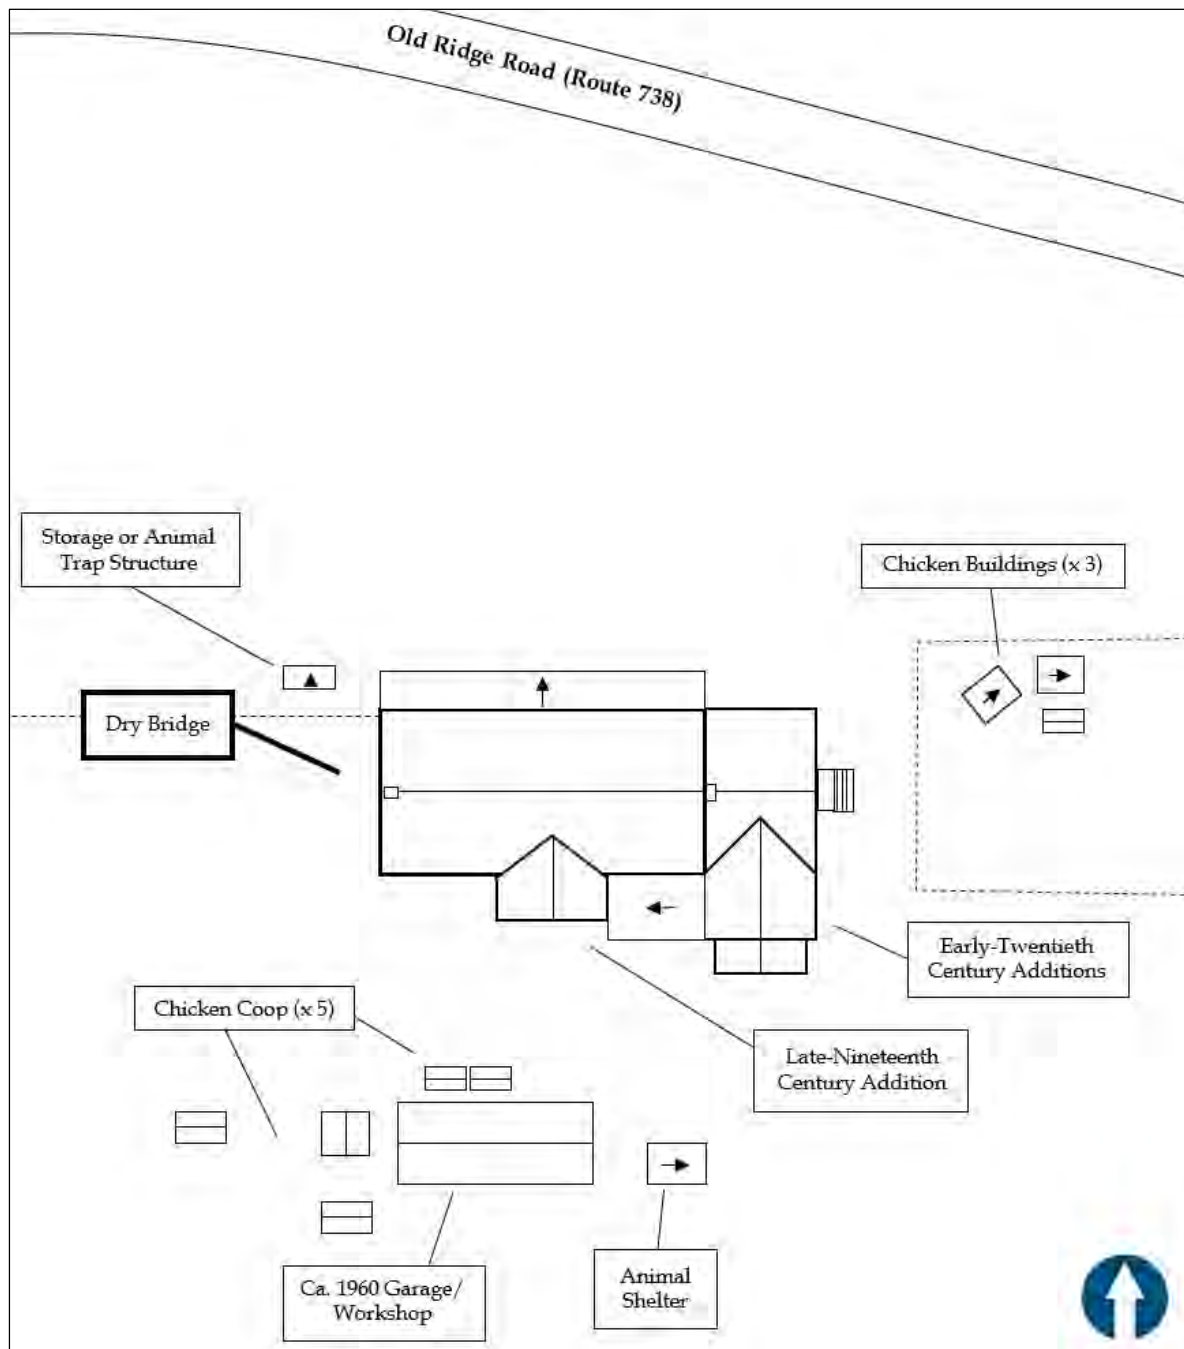 Old Ridge Road (Route 738)
Storage or Animal
Trap Structure
Chicken Buildings (x 3)
Dry Bridge
Early-Twentieth
Century Additions
Chicken Coop (x 5)
Late-Nineteenth
Century Addition
Ca. 1960 Garage/
Workshop
Animal
Shelter